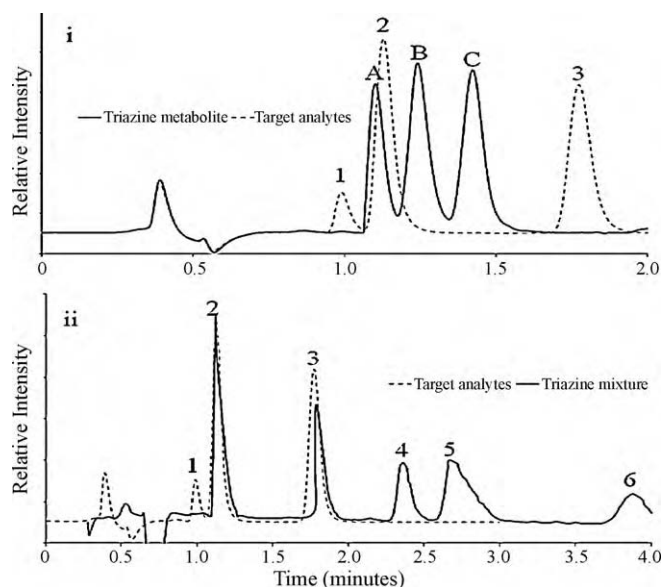 i
2
A
B
C
3
Triazine metabolite
Target analytes
1
Relative Intensity
0
0.5
1.0
1.5
2.0
ii
2
3
Target analytes
Triazine mixture
1
4
5
6
Relative Intensity
0
0.5
1.0
1.5
2.0
2.5
3.0
3.5
4.0
Time (minutes)